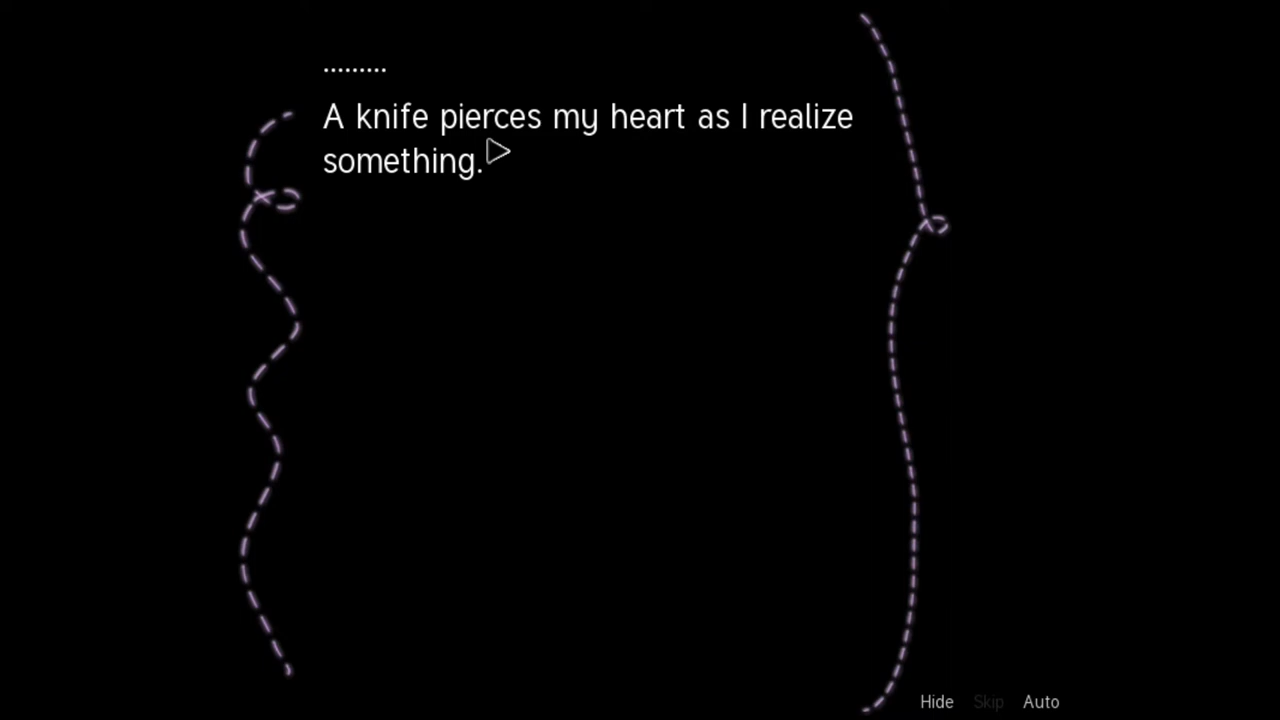 .........
A knife pierces my heart as I realize
something.
Hide Skip Auto